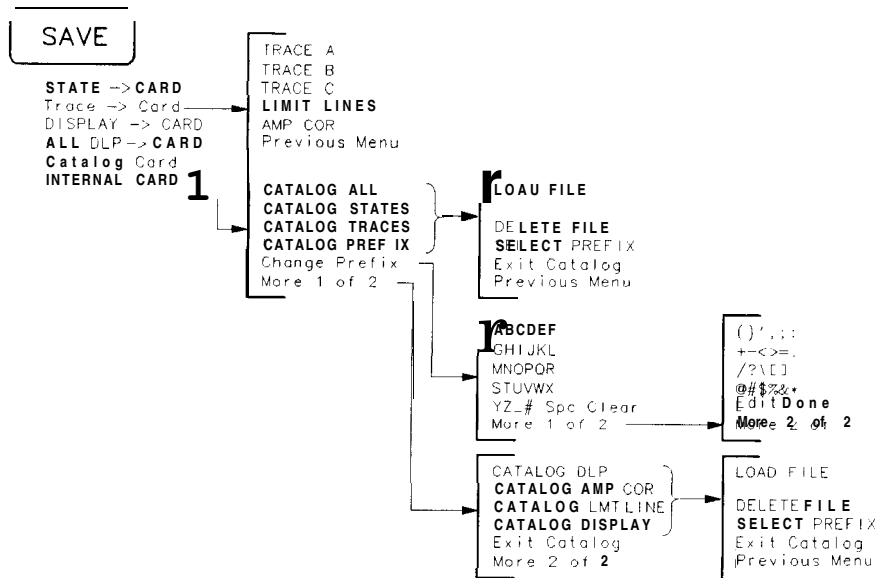 SAVE
STATE -> CARD
Trace -> Card
DISPLAY -> CARD
ALL DLP -> CARD
Catalog Card
INTERNAL CARD
TRACE A
TRACE B
TRACE C
LIMIT LINES
AMP COR
Previous Menu
CATALOG ALL
CATALOG STATES
CATALOG TRACES
CATALOG PREFIX
Change Prefix
More 1 of 2
LOAU FILE
DELETE FILE
SELECT PREFIX
Exit Catalog
Previous Menu
ABCDEF
GHIJKL
MNOPQR
STUVWX
YZ_# Spc Clear
More 1 of 2
()',;:
+-<>=.
/?\[]
@#$%&*
Edit Done
More 2 of 2
CATALOG DLP
CATALOG AMP COR
CATALOG LMT LINE
CATALOG DISPLAY
Exit Catalog
More 2 of 2
LOAD FILE
DELETE FILE
SELECT PREFIX
Exit Catalog
Previous Menu